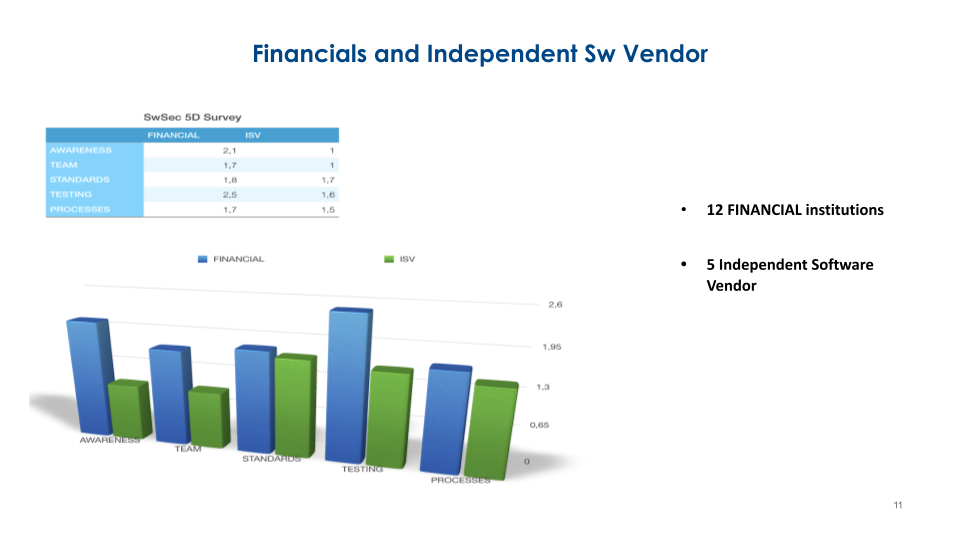 Financials and Independent Sw Vendor
SwSec 5D Survey
FINANCIAL ISV
AWARENESS 2,1 1
TEAM 1,7 1
STANDARDS 1,8 1,7
TESTING 2,5 1,6
PROCESSES 1,7 1,5
• 12 FINANCIAL institutions
• 5 Independent Software
Vendor
FINANCIAL ISV
2,6
1,95
1,3
0,65
0
AWARENESS
TEAM
STANDARDS
TESTING
PROCESSES
11